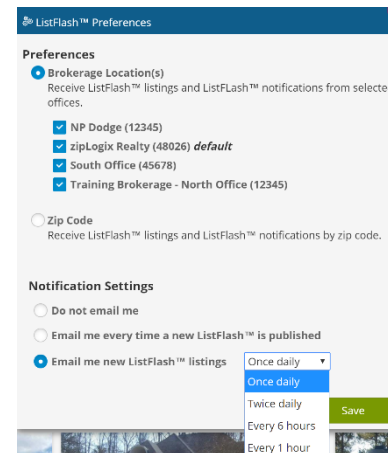 ListFlash™ Preferences
Preferences
Brokerage Location(s)
Receive ListFlash™ listings and ListFLash™ notifications from selecte
offices.
NP Dodge (12345)
zipLogix Realty (48026) default
South Office (45678)
Training Brokerage - North Office (12345)
Zip Code
Receive ListFlash™ listings and ListFlash™ notifications by zip code.
Notification Settings
Do not email me
Email me every time a new ListFlash™ is published
Email me new ListFlash™ listings Once daily
Once daily
Twice daily
Save
Every 6 hours
Every 1 hour